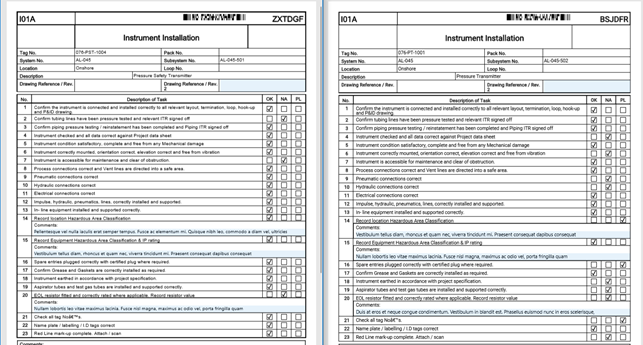 I01A
ZXTDGF
Instrument Installation
Tag No.
076-PST-1004
Pack No.
System No.
AL-045
Subsystem No.
AL-045-501
Location
Onshore
Loop No.
Description
Pressure Safety Transmitter
Drawing Reference / Rev.
Drawing Reference / Rev.
2
No.
Description of Task
OK
NA
PL
1
Confirm the instrument is connected and installed correctly to all relevant layout, termination, loop, hook-up
and P&ID drawing.
2
Confirm tubing lines have been pressure tested and relevant ITR signed off
3
Confirm piping pressure testing / reinstatement has been completed and Piping ITR signed off
4
Instrument checked and all data correct against Project data sheet
5
Instrument condition satisfactory, complete and free from any Mechanical damage
6
Instrument correctly mounted, orientation correct, elevation correct and free from vibration
7
Instrument is accessible for maintenance and clear of obstruction.
8
Process connections correct and Vent lines are directed into a safe area.
9
Pneumatic connections correct
10
Hydraulic connections correct
11
Electrical connections correct
12
Impulse, hydraulic, pneumatic, lines, correctly installed and supported.
13
In- line equipment installed and supported correctly.
14
Record location Hazardous Area Classification
Comments:
Pellentesque vel nulla iaculis erat semper tempus. Fusce ac elementum mi. Quisque nibh leo, commodo a diam vel, ultricies
15
Record Equipment Hazardous Area Classification & IP rating
Comments:
Vestibulum tellus diam, rhoncus et quam nec, viverra tincidunt mi. Praesent consequat dapibus consequat
16
Spare entries plugged correctly with certified plug where required.
17
Confirm Grease and Gaskets are correctly installed as required.
18
Instrument earthed in accordance with project specification
19
Aspirator tubes and test gas tubes are installed and supported correctly.
20
EOL resistor fitted and correctly rated where applicable. Record resistor value
Comments:
Nullam lobortis leo vitae maximus lacinia. Fusce nisl magna, maximus ac odio vel, porta fringilla quam
21
Check all tag Noâ€™s
22
Name plate / labelling / I.D tags correct
23
Red Line mark-up complete. Attach / scan
Comments:
I01A
BSJDFR
Instrument Installation
Tag No.
076-PT-1001
Pack No.
System No.
AL-045
Subsystem No.
AL-045-502
Location
Onshore
Loop No.
Description
Pressure Transmitter
Drawing Reference / Rev.
Drawing Reference / Rev.
2
No.
Description of Task
OK
NA
PL
1
Confirm the instrument is connected and installed correctly to all relevant layout, termination, loop, hook-up
and P&ID drawing.
2
Confirm tubing lines have been pressure tested and relevant ITR signed off
3
Confirm piping pressure testing / reinstatement has been completed and Piping ITR signed off
4
Instrument checked and all data correct against Project data sheet
5
Instrument condition satisfactory, complete and free from any Mechanical damage
6
Instrument correctly mounted, orientation correct, elevation correct and free from vibration
7
Instrument is accessible for maintenance and clear of obstruction.
8
Process connections correct and Vent lines are directed into a safe area.
9
Pneumatic connections correct
10
Hydraulic connections correct
11
Electrical connections correct
12
Impulse, hydraulic, pneumatic, lines, correctly installed and supported.
13
In- line equipment installed and supported correctly.
14
Record location Hazardous Area Classification
Comments:
Vestibulum tellus diam, rhoncus et quam nec, viverra tincidunt mi. Praesent consequat dapibus consequat
15
Record Equipment Hazardous Area Classification & IP rating
Comments:
Nullam lobortis leo vitae maximus lacinia. Fusce nisl magna, maximus ac odio vel, porta fringilla quam
16
Spare entries plugged correctly with certified plug where required.
17
Confirm Grease and Gaskets are correctly installed as required.
18
Instrument earthed in accordance with project specification
19
Aspirator tubes and test gas tubes are installed and supported correctly.
20
EOL resistor fitted and correctly rated where applicable. Record resistor value
Comments:
Duis at eros et neque congue condimentum. Vestibulum in blandit est. Phasellus euismod nunc in eros scelerisque,
21
Check all tag Noâ€™s
22
Name plate / labelling / I.D tags correct
23
Red Line mark-up complete. Attach / scan